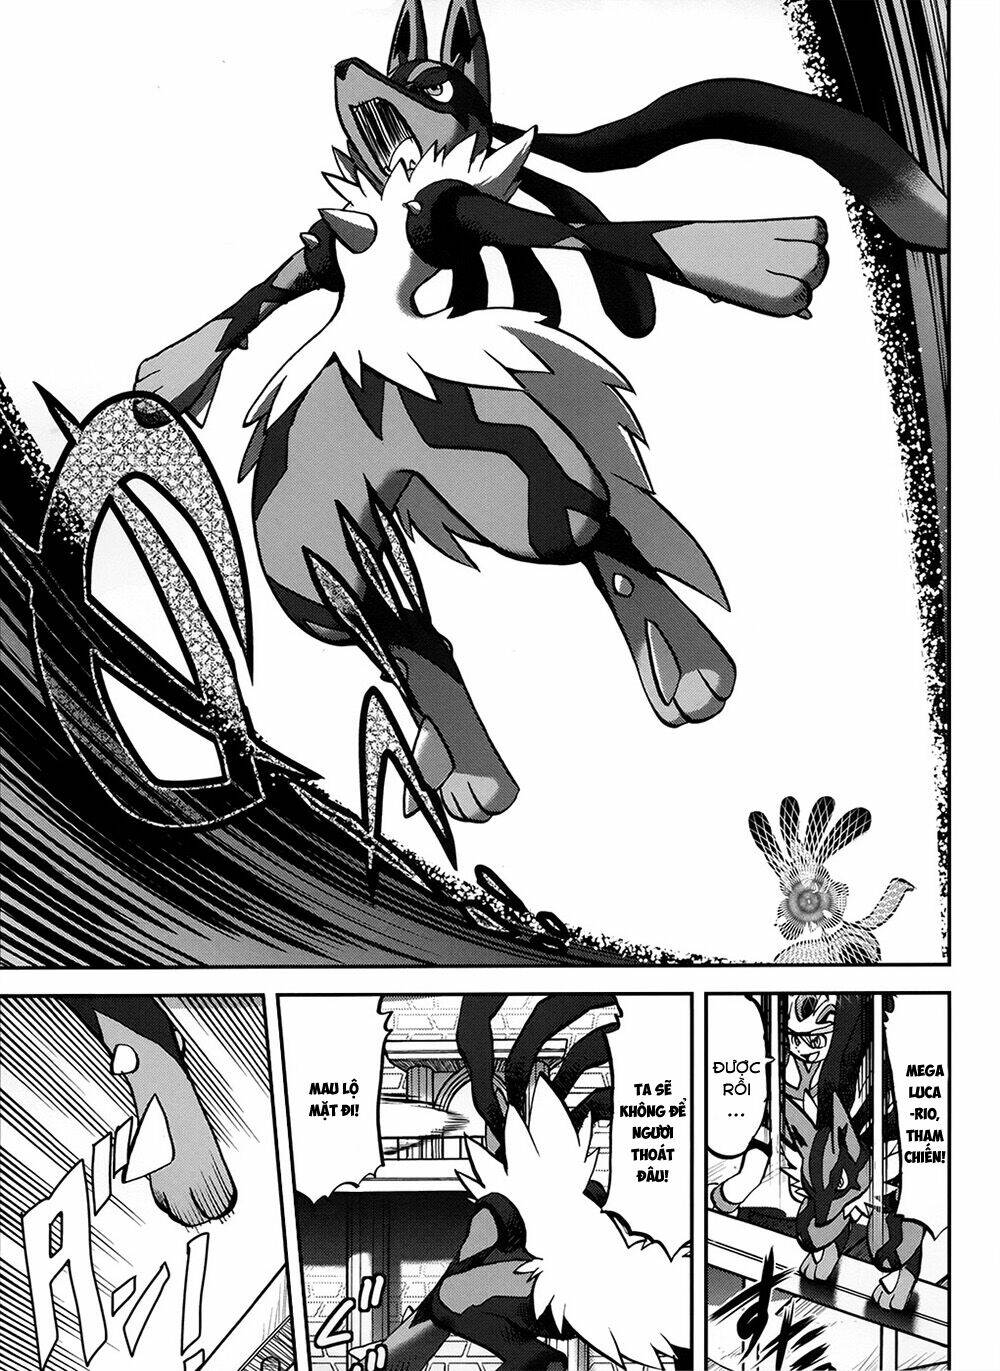 MEGA
LUCA
-RIO,
THAM
CHIẾN!
ĐƯỢC
RỒI
...
TA SẼ
KHÔNG ĐỂ
NGƯƠI
THOÁT
ĐÂU!
MAU LỘ
MẶT ĐI!